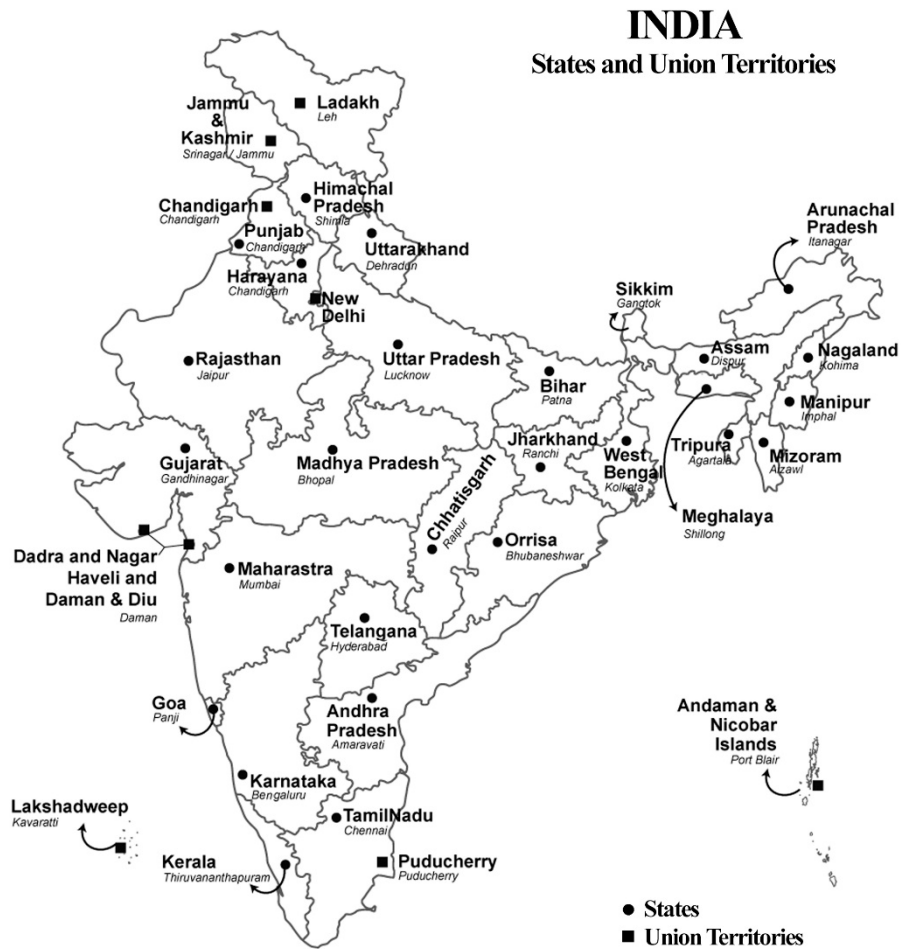 INDIA
States and Union Territories
Jammu
&
Kashmir
Srinagar / Jammu
Ladakh
Leh
Himachal
Pradesh
Shimla
Chandigarh
Chandigarh
Punjab
Chandigarh
Uttarakhand
Dehradun
Harayana
Chandigarh
New
Delhi
Arunachal
Pradesh
Itanagar
Sikkim
Gangtok
Rajasthan
Jaipur
Uttar Pradesh
Lucknow
Bihar
Patna
Assam
Dispur
Nagaland
Kohima
Manipur
Imphal
Gujarat
Gandhinagar
Madhya Pradesh
Bhopal
Jharkhand
Ranchi
West
Bengal
Kolkata
Tripura
Agartala
Mizoram
Aizawl
Chhatisgarh
Raipur
Meghalaya
Shillong
Orrisa
Bhubaneshwar
Dadra and Nagar
Haveli and
Daman & Diu
Daman
Maharastra
Mumbai
Telangana
Hyderabad
Goa
Panji
Andhra
Pradesh
Amaravati
Andaman &
Nicobar
Islands
Port Blair
Karnataka
Bengaluru
Lakshadweep
Kavaratti
TamilNadu
Chennai
Kerala
Thiruvananthapuram
Puducherry
Puducherry
States
Union Territories